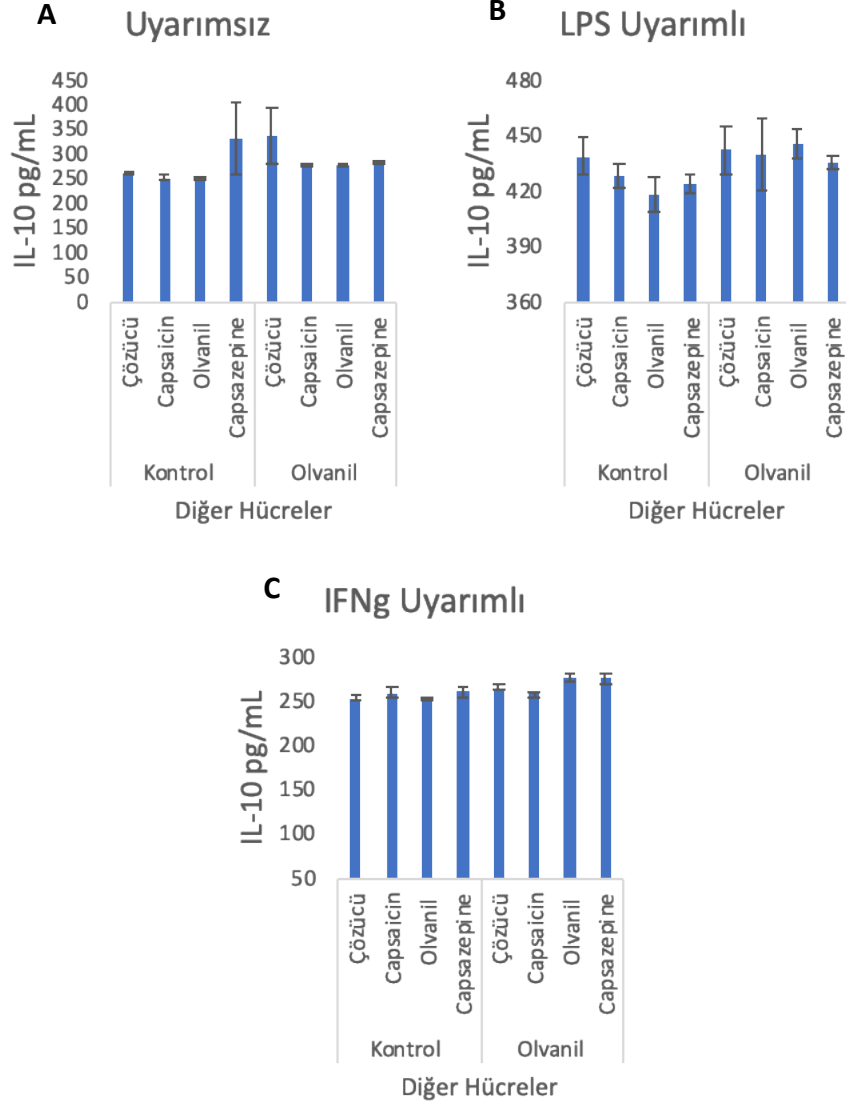 A
Uyarımsız
IL-10 pg/mL
450
400
350
300
250
200
150
100
50
0
Çözücü
Capsaicin
Olvanil
Capsazepine
Çözücü
Capsaicin
Olvanil
Capsazepine
Kontrol
Olvanil
Diğer Hücreler
B
LPS Uyarımlı
IL-10 pg/mL
480
450
420
390
360
Çözücü
Capsaicin
Olvanil
Capsazepine
Çözücü
Capsaicin
Olvanil
Capsazepine
Kontrol
Olvanil
Diğer Hücreler
C
IFNg Uyarımlı
IL-10 pg/mL
300
250
200
150
100
50
Çözücü
Capsaicin
Olvanil
Capsazepine
Çözücü
Capsaicin
Olvanil
Capsazepine
Kontrol
Olvanil
Diğer Hücreler